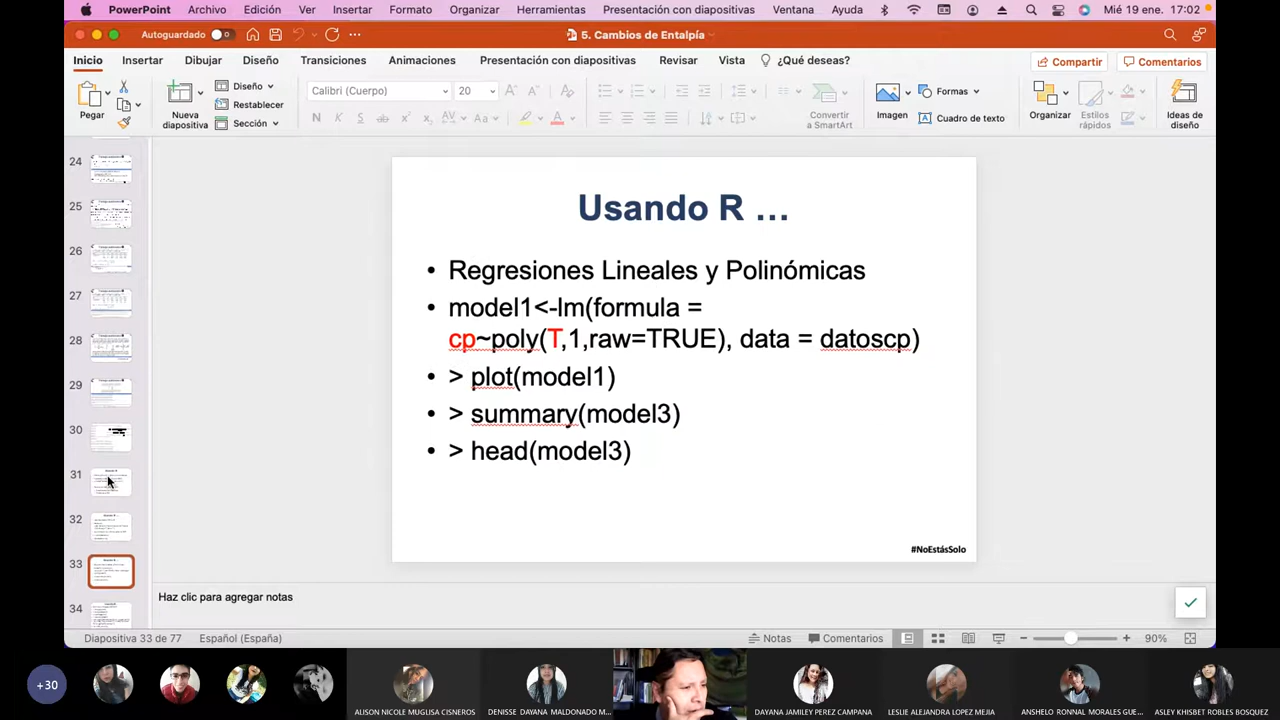 PowerPoint Archivo Edición Ver Insertar Formato Organizar Herramientas Presentación con diapositivas Ventana Ayuda Mié 19 ene. 17:02
Autoguardado 5. Cambios de Entalpía
Inicio Insertar Dibujar Diseño Transiciones Animaciones Presentación con diapositivas Revisar Vista ¿Qué deseas? Compartir Comentarios
Pegar
Nueva
diapositiva
Diseño
Restablecer
Sección
Calibri (Cuerpo) 20
Convertir
a SmartArt
Imagen
Formas
Cuadro de texto
Organizar
Estilos
rápidos
Ideas de
diseño
24
25
26
27
28
29
30
31
32
33
34
Usando R ...
• Regresiones Lineales y Polinómicas
• model1<-lm(formula =
cp~poly(T,1,raw=TRUE), data = datoscp)
• > plot(model1)
• > summary(model3)
• > head(model3)
#NoEstásSolo
Haz clic para agregar notas
Diapositiva 33 de 77 Español (España) Notas Comentarios 90%
+30
ALISON NICOLE MUGLISA CISNEROS
DENISSE DAYANA MALDONADO M...
DAYANA JAMILEY PEREZ CAMPANA
LESLIE ALEJANDRA LOPEZ MEJIA
ANSHELO RONNAL MORALES GUE...
ASLEY KHISBET ROBLES BOSQUEZ